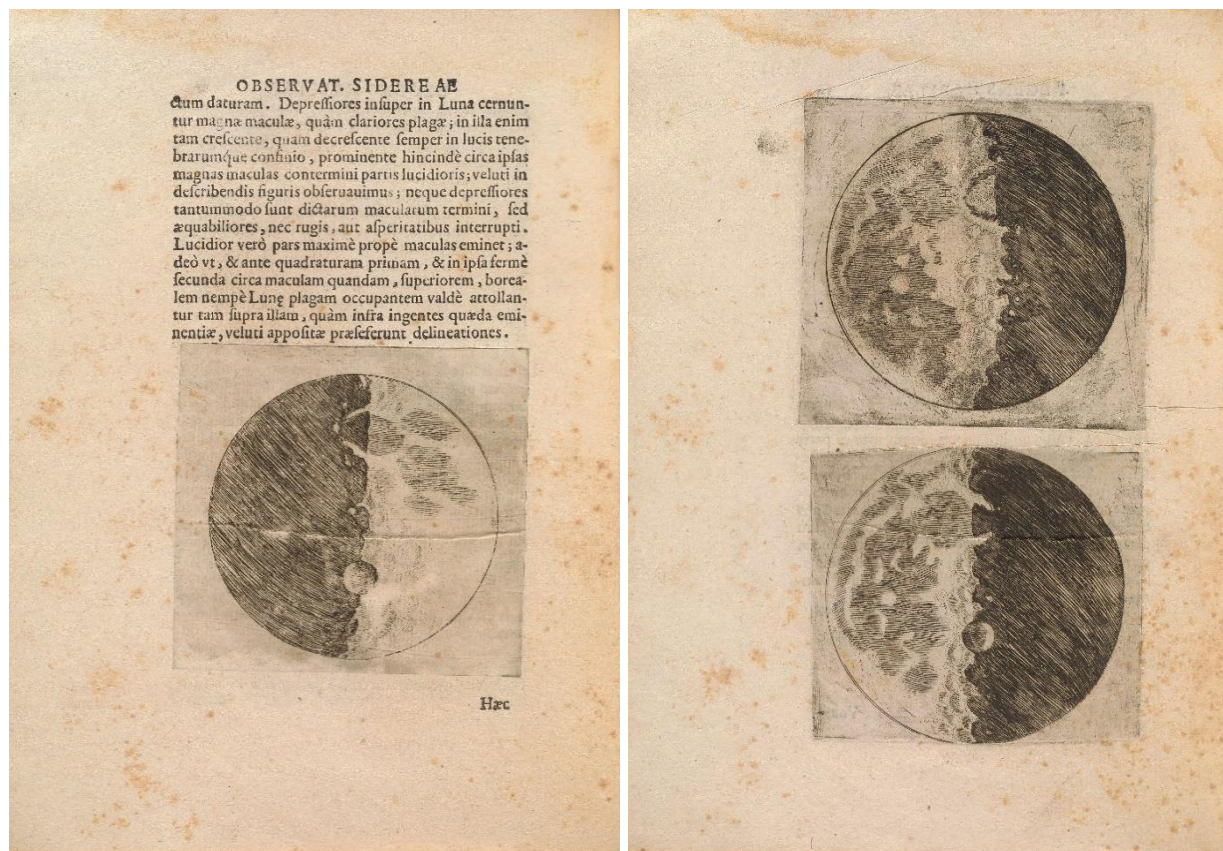 OBSERVAT. SIDEREAE
ctum daturam. Depreſſiores inſuper in Luna cernun-
tur magnæ maculæ, quàm clariores plagæ; in illa enim
tam creſcente, quam decreſcente ſemper in lucis tene-
brarumque confinio, prominente hincindè circa ipſas
magnas maculas contermini partis lucidioris; veluti in
deſcribendis figuris obſeruauimus; neque depreſſiores
tantummodo ſunt dictarum macularum termini, ſed
æquabiliores, nec rugis, aut aſperitatibus interrupti.
Lucidior verò pars maximè propè maculas eminet; a-
deò vt, & ante quadraturam primam, & in ipſa fermè
ſecunda circa maculam quandam, ſuperiorem, borea-
lem nempè Lunę plagam occupantem valdè attollan-
tur tam ſupra illam, quàm infra ingentes quæda emi-
nentiæ, veluti appoſitæ præſeferunt delineationes.
Hæc